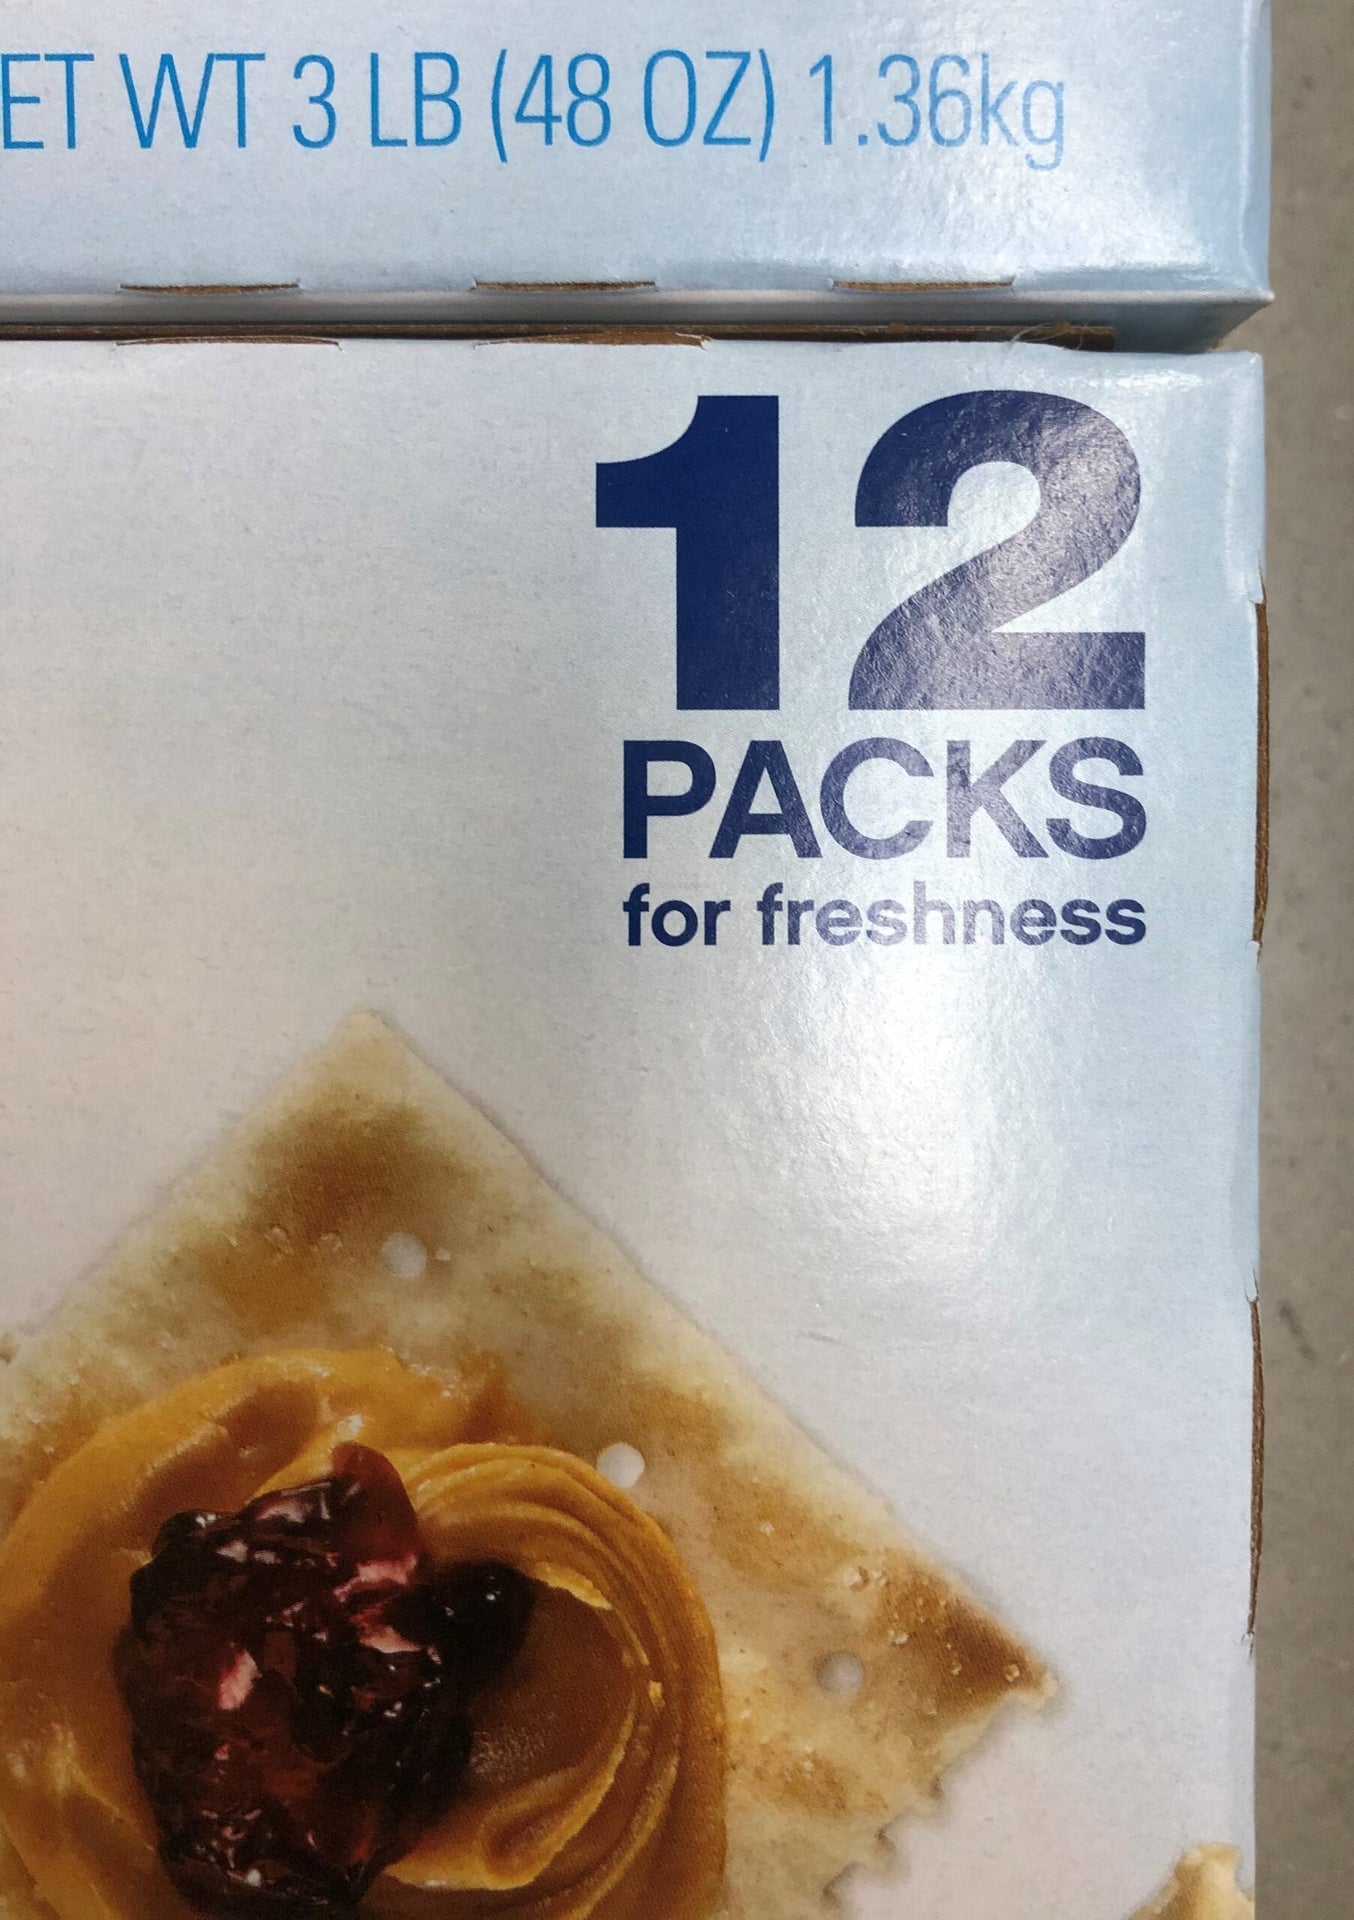 ET WT 3 LB (48 OZ) 1.36kg
12
PACKS
for freshness